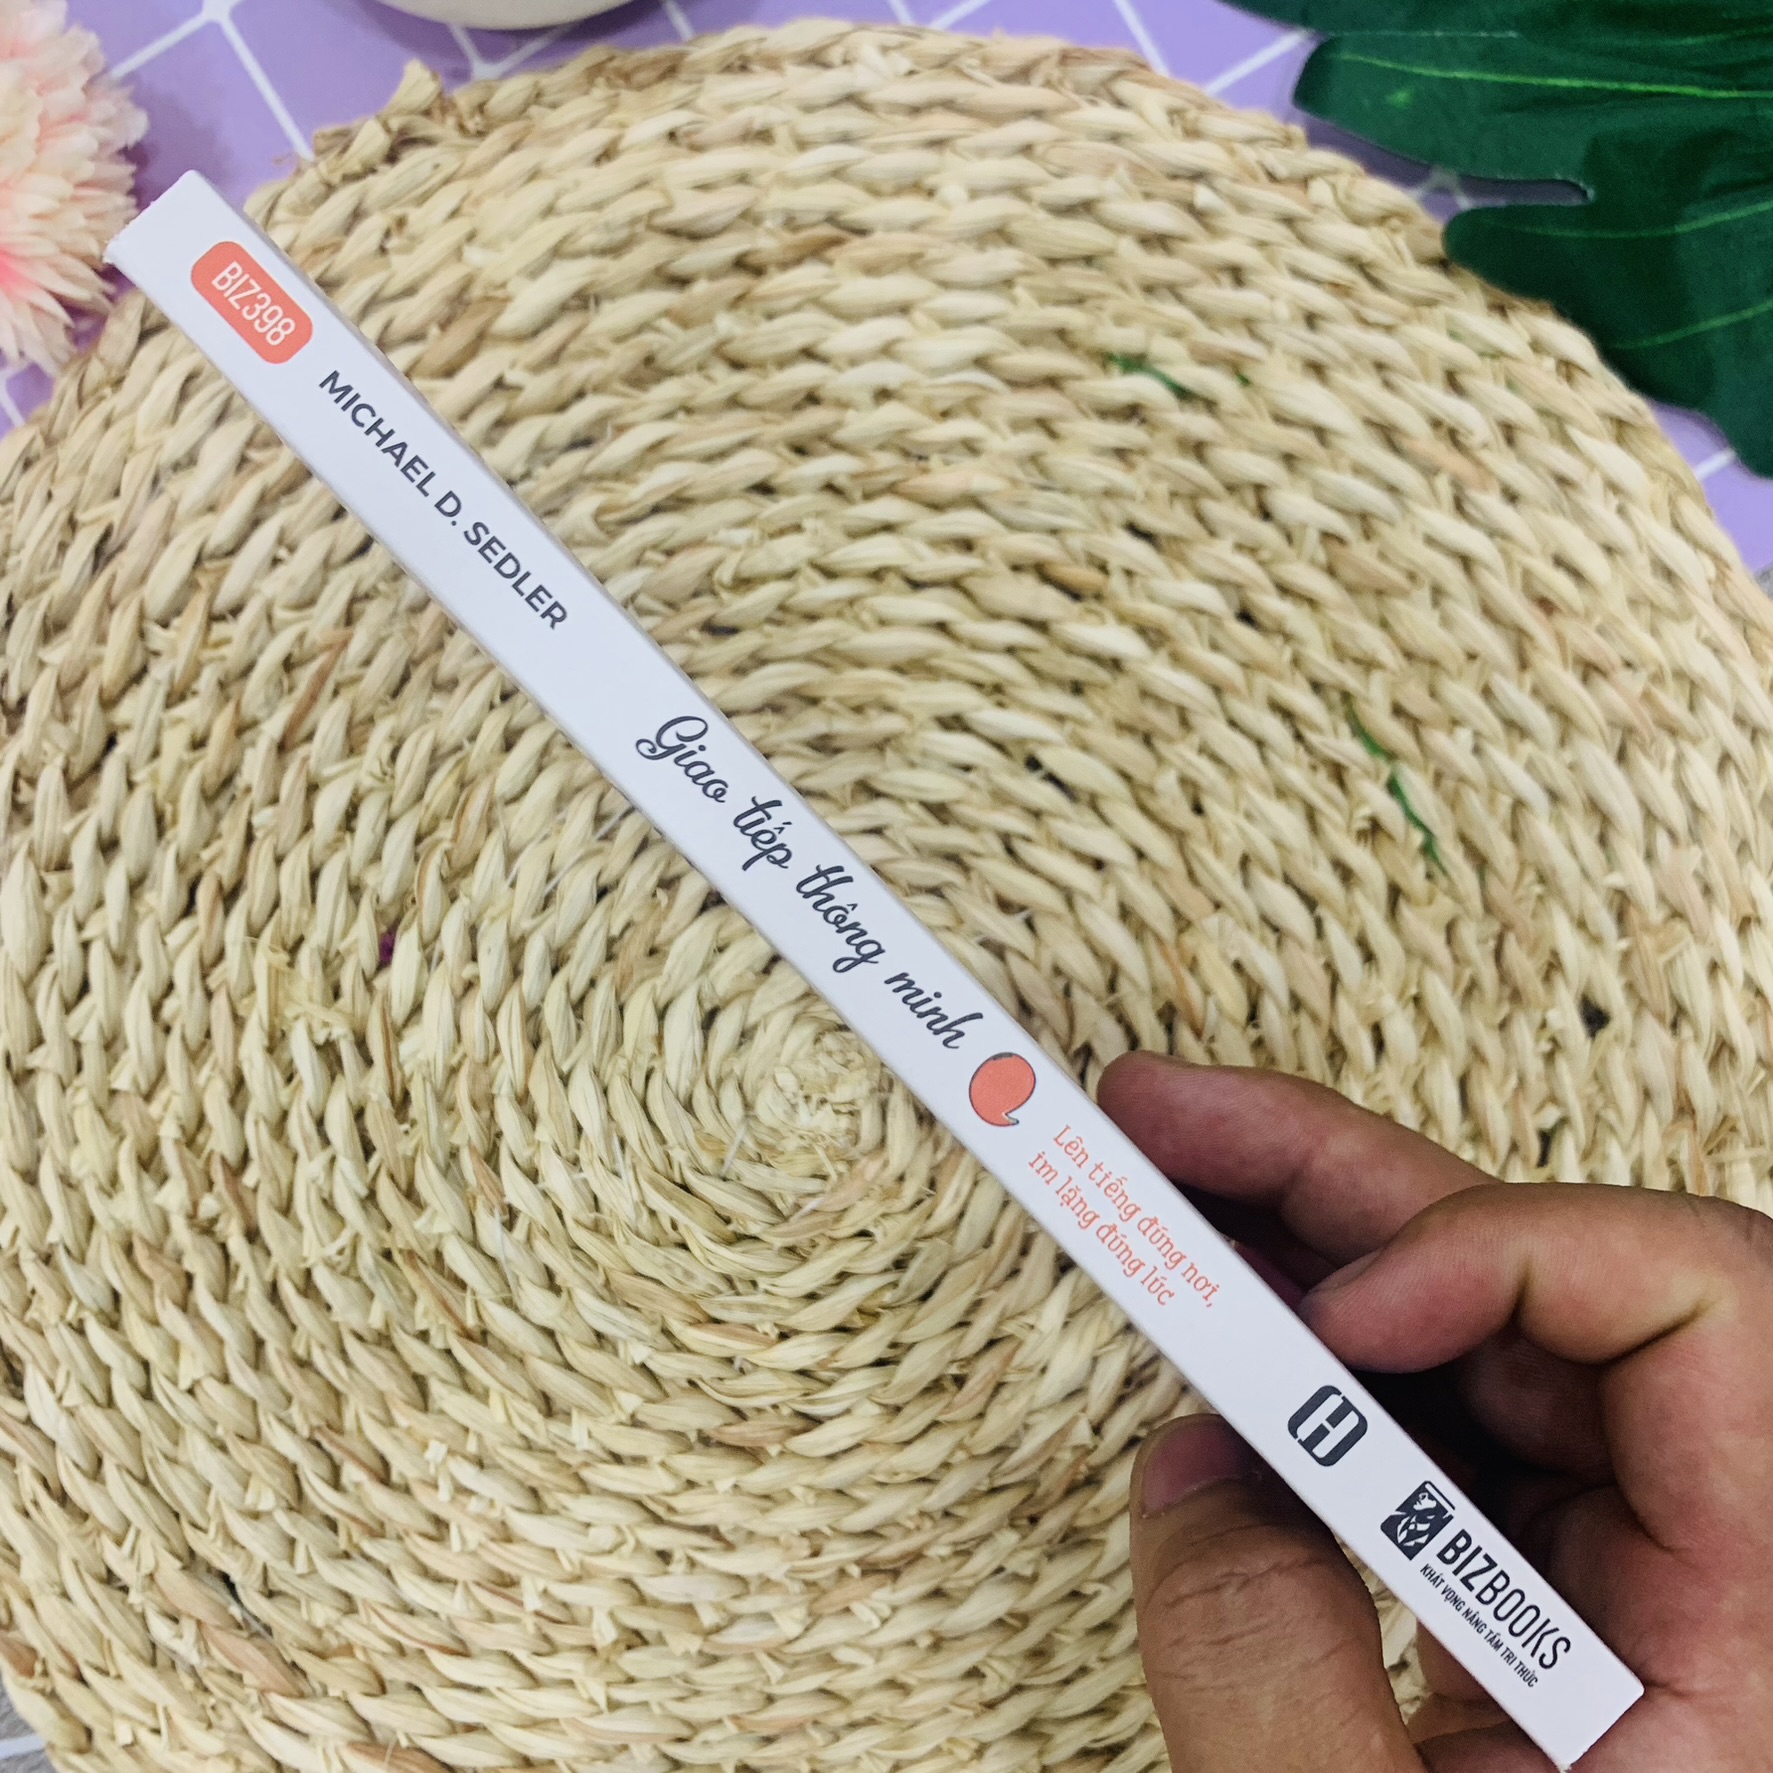 BIZ398
MICHAEL D. SEDLER
Giao tiếp thông minh
Lên tiếng đúng nơi,
im lặng đúng lúc
BIZBOOKS
KHÁT VỌNG NÂNG TẦM TRI THỨC